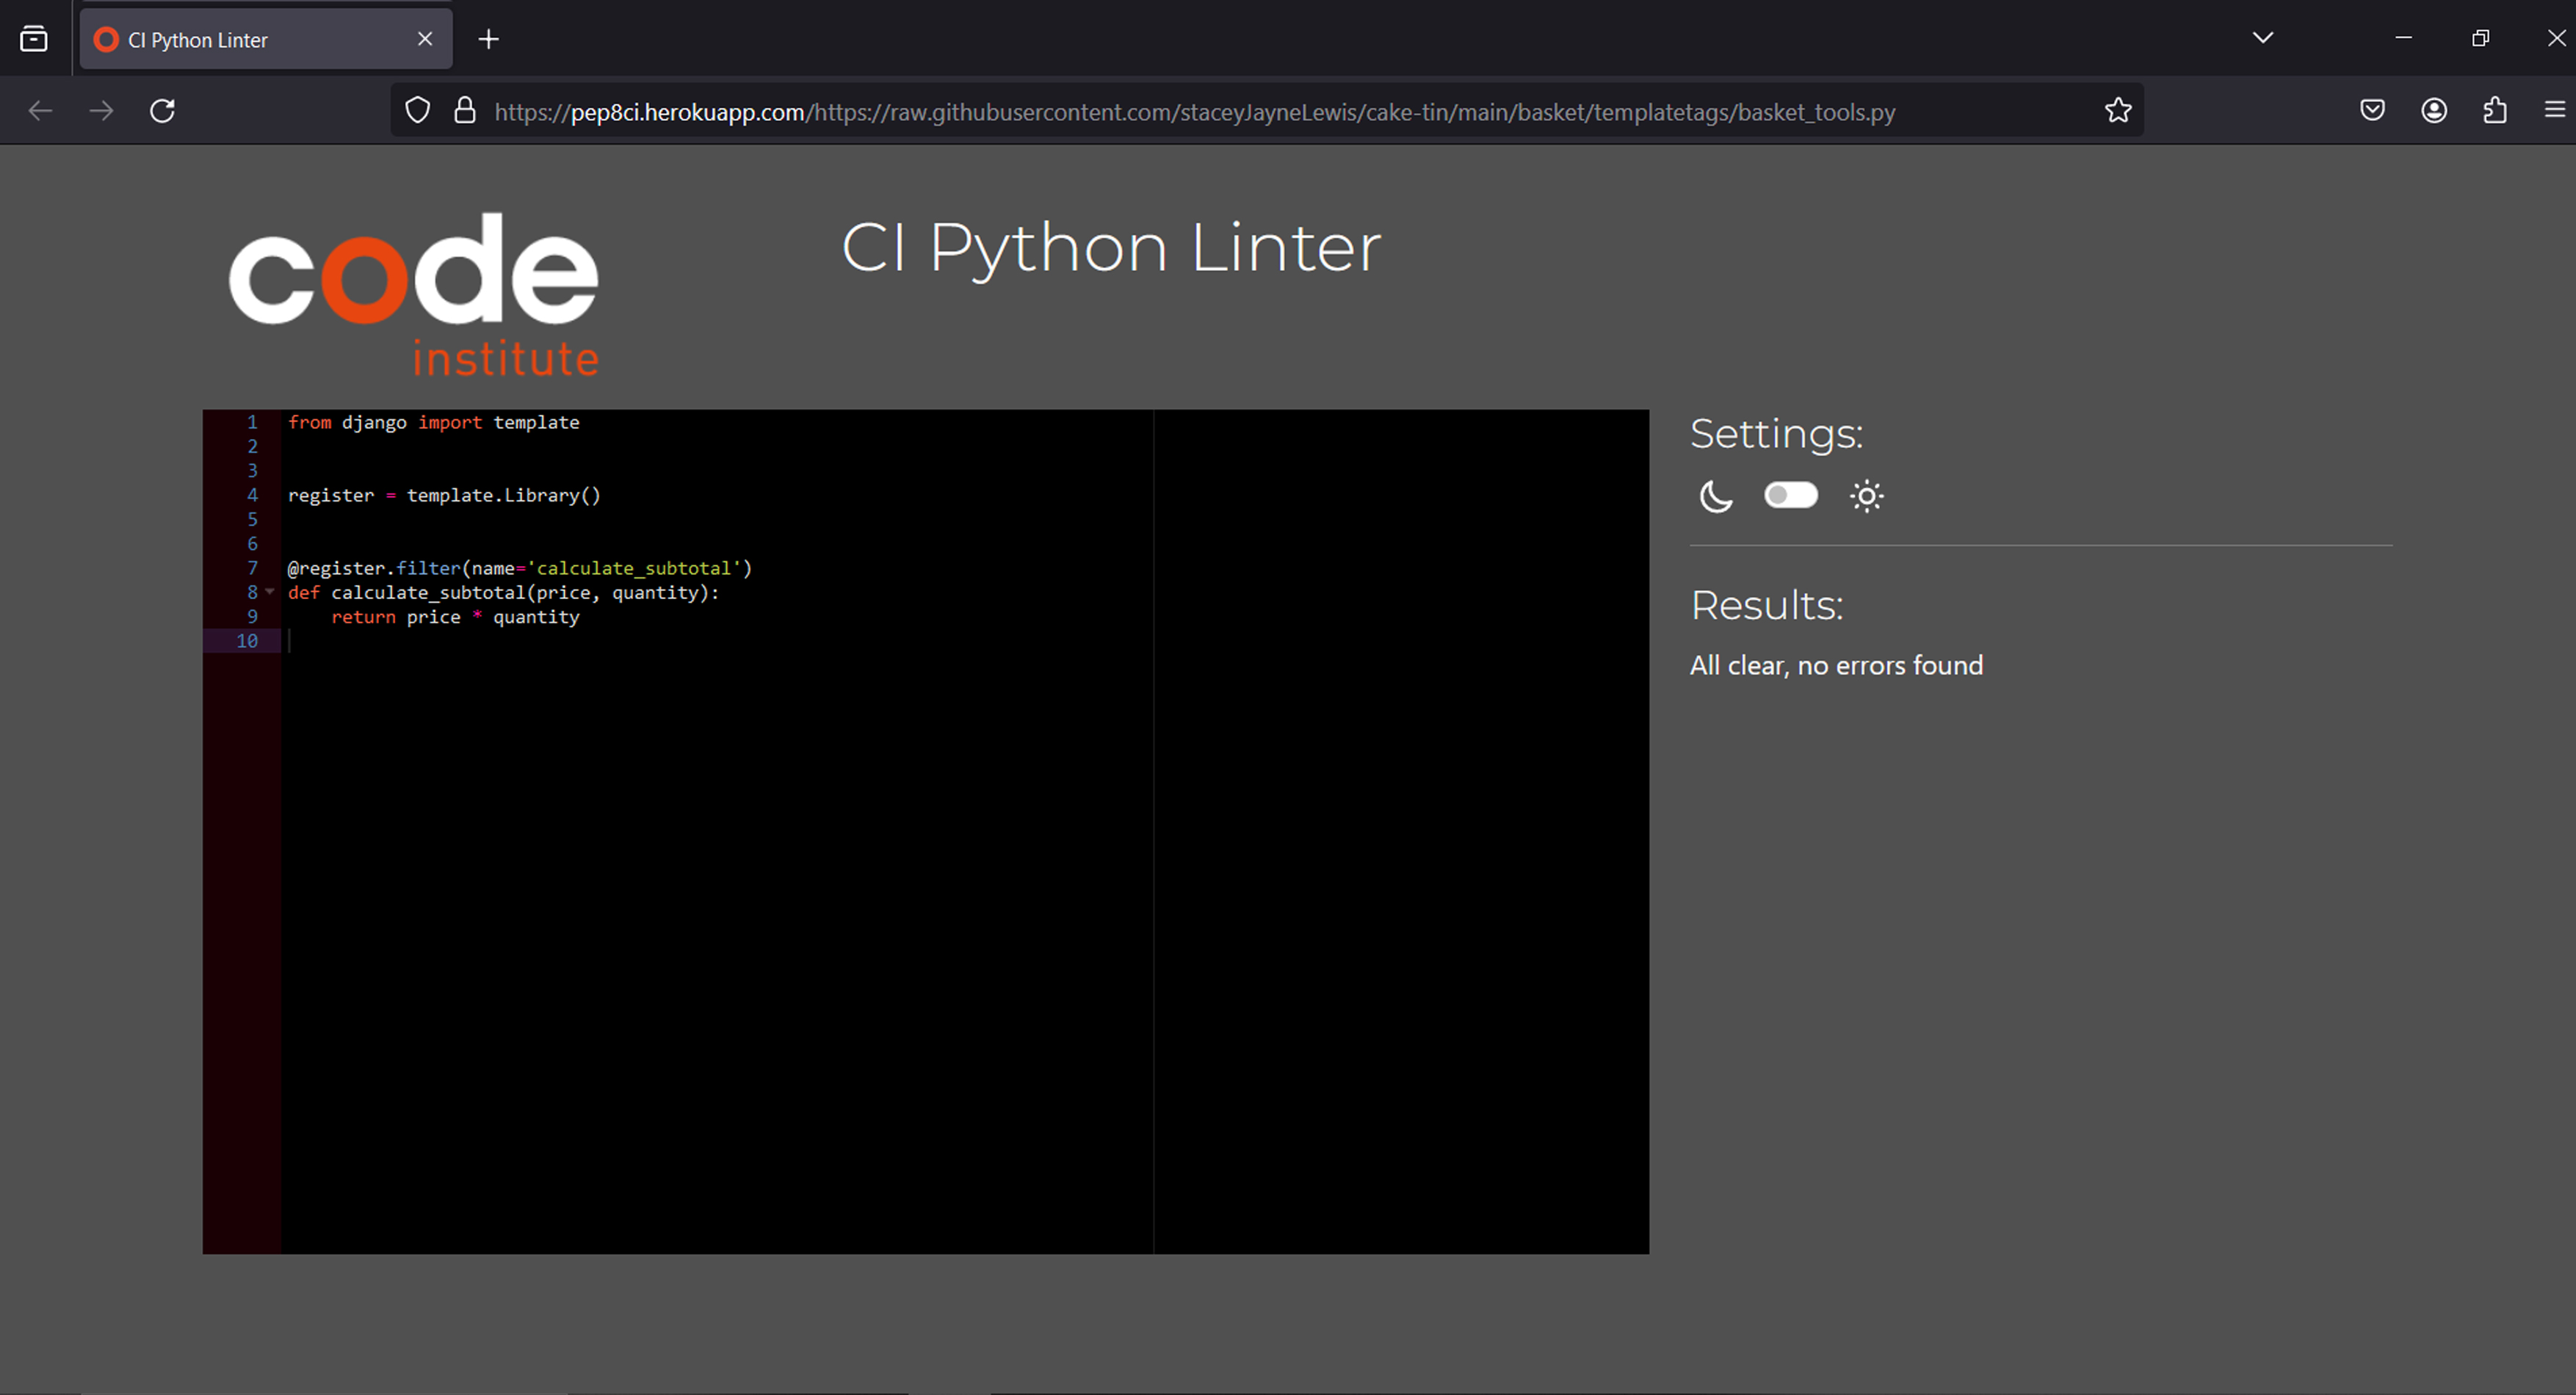 CI Python Linter
https://pep8ci.herokuapp.com/https://raw.githubusercontent.com/staceyJayneLewis/cake-tin/main/basket/templatetags/basket_tools.py
code
institute
CI Python Linter
1 from django import template
2
3
4 register = template.Library()
5
6
7 @register.filter(name='calculate_subtotal')
8 def calculate_subtotal(price, quantity):
9     return price * quantity
10
Settings:
Results:
All clear, no errors found